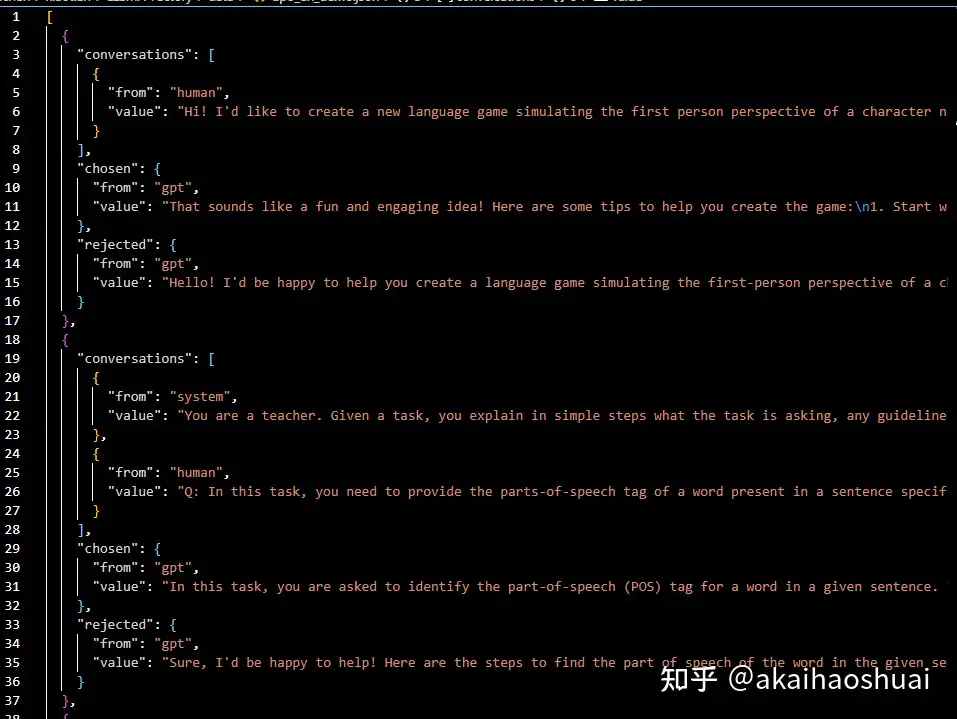 1 [
2 {
3 "conversations": [
4 {
5 "from": "human",
6 "value": "Hi! I'd like to create a new language game simulating the first person perspective of a character n
7 }
8 ],
9 "chosen": {
10 "from": "gpt",
11 "value": "That sounds like a fun and engaging idea! Here are some tips to help you create the game:\n1. Start w
12 },
13 "rejected": {
14 "from": "gpt",
15 "value": "Hello! I'd be happy to help you create a language game simulating the first-person perspective of a c
16 }
17 },
18 {
19 "conversations": [
20 {
21 "from": "system",
22 "value": "You are a teacher. Given a task, you explain in simple steps what the task is asking, any guideline
23 },
24 {
25 "from": "human",
26 "value": "Q: In this task, you need to provide the parts-of-speech tag of a word present in a sentence specif
27 }
28 ],
29 "chosen": {
30 "from": "gpt",
31 "value": "In this task, you are asked to identify the part-of-speech (POS) tag for a word in a given sentence.
32 },
33 "rejected": {
34 "from": "gpt",
35 "value": "Sure, I'd be happy to help! Here are the steps to find the part of speech of the word in the given se
36 }
37 },
38 {
知乎 @akaihaoshuai